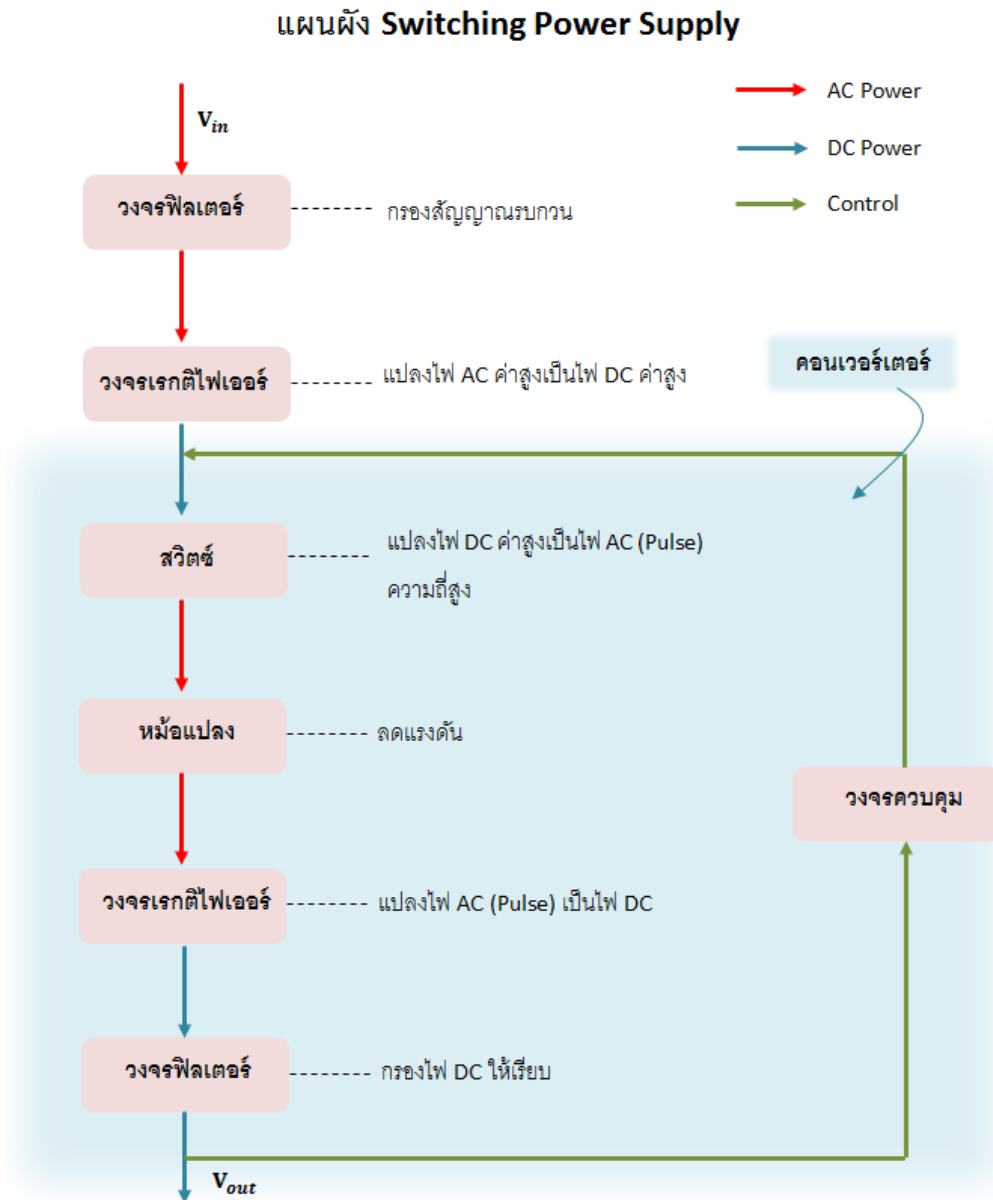 แผนผัง Switching Power Supply
V_in
AC Power
DC Power
Control
วงจรฟิลเตอร์
กรองสัญญาณรบกวน
วงจรเรกติไฟเออร์
แปลงไฟ AC ค่าสูงเป็นไฟ DC ค่าสูง
คอนเวอร์เตอร์
สวิตซ์
แปลงไฟ DC ค่าสูงเป็นไฟ AC (Pulse)
ความถี่สูง
หม้อแปลง
ลดแรงดัน
วงจรควบคุม
วงจรเรกติไฟเออร์
แปลงไฟ AC (Pulse) เป็นไฟ DC
วงจรฟิลเตอร์
กรองไฟ DC ให้เรียบ
V_out